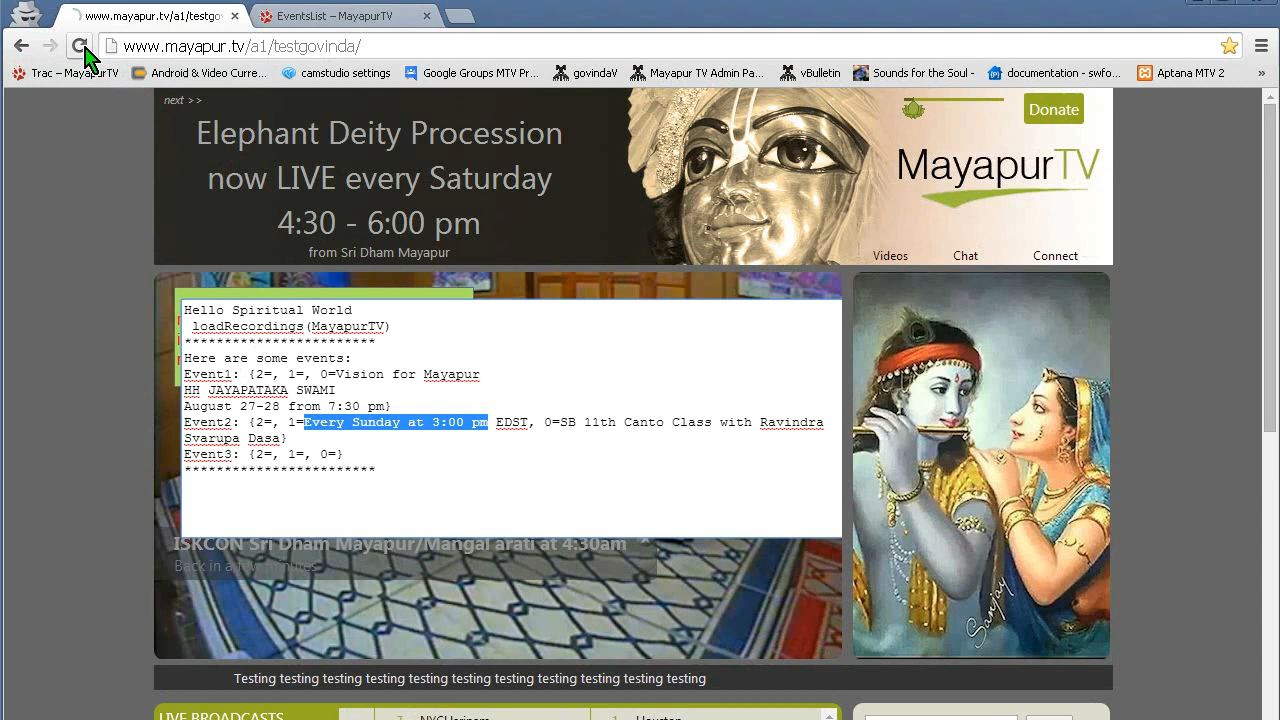 www.mayapur.tv/a1/testgo
EventsList – MayapurTV
www.mayapur.tv/a1/testgovinda/
Trac – MayapurTV
Android & Video Curre...
camstudio settings
Google Groups MTV Pr...
govindaV
Mayapur TV Admin Pa...
vBulletin
Sounds for the Soul -
documentation - swfo...
Aptana MTV 2
»
next >>
Elephant Deity Procession
now LIVE every Saturday
4:30 - 6:00 pm
from Sri Dham Mayapur
Donate
MayapurTV
Videos
Chat
Connect
Hello Spiritual World
loadRecordings(MayapurTV)
************************
Here are some events:
Event1: {2=, 1=, 0=Vision for Mayapur
HH JAYAPATAKA SWAMI
August 27-28 from 7:30 pm}
Event2: {2=, 1=Every Sunday at 3:00 pm EDST, 0=SB 11th Canto Class with Ravindra
Svarupa Dasa}
Event3: {2=, 1=, 0=}
************************
ISKCON Sri Dham Mayapur/Mangal arati at 4:30am
Back in a few minutes
Sanjay
Testing testing testing testing testing testing testing testing testing testing testing
LIVE BROADCASTS